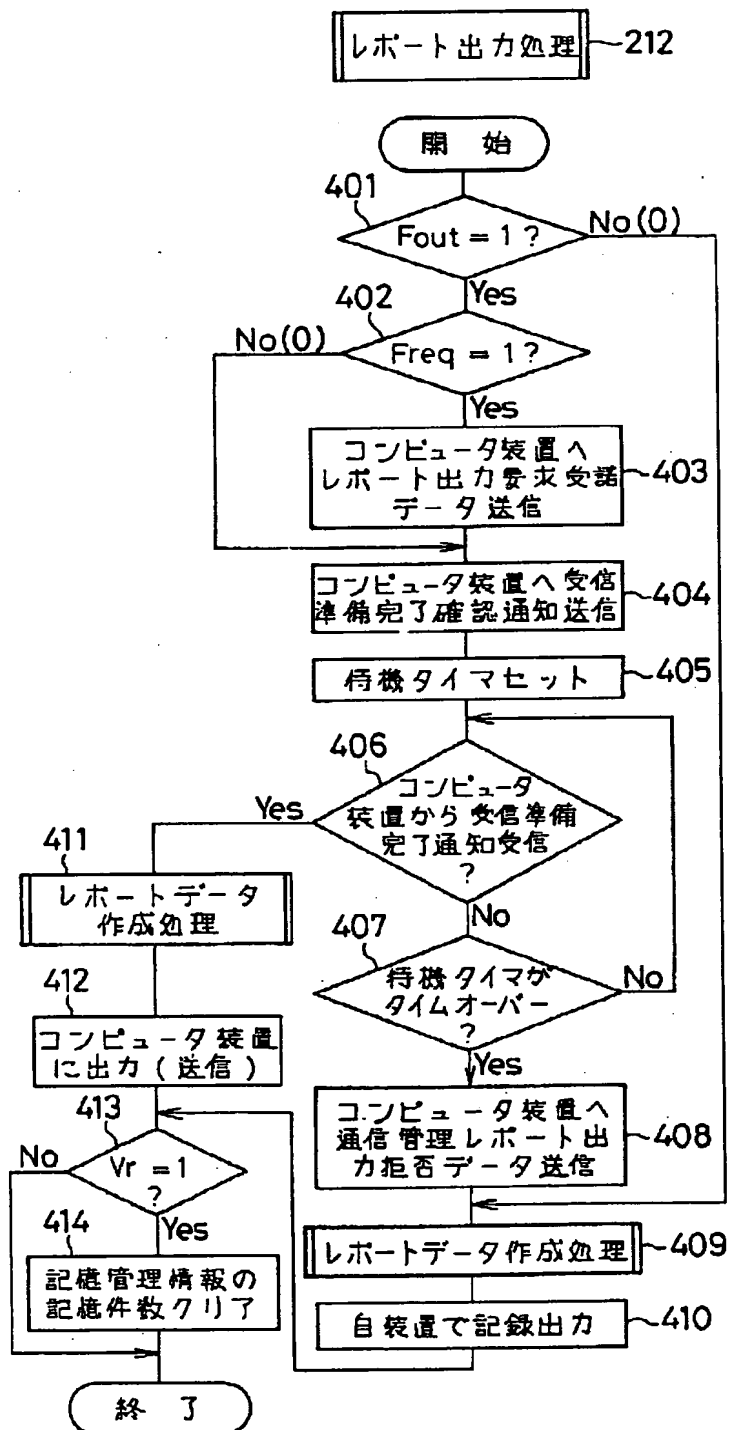 レポート出力処理
212
開始
401
Fout = 1 ?
No(0)
Yes
402
No(0)
Freq = 1 ?
Yes
コンピュータ装置へ
レポート出力要求受諾
データ送信
403
コンピュータ装置へ受信
準備完了確認通知送信
404
待機タイマセット
405
406
コンピュータ
装置から受信準備
完了通知受信
?
Yes
No
411
レポートデータ
作成処理
407
待機タイマが
タイムオーバー
?
No
Yes
412
コンピュータ装置
に出力(送信)
コンピュータ装置へ
通信管理レポート出
力拒否データ送信
408
413
Vr = 1
?
No
Yes
レポートデータ作成処理
409
414
記憶管理情報の
記憶件数クリア
自装置で記録出力
410
終了